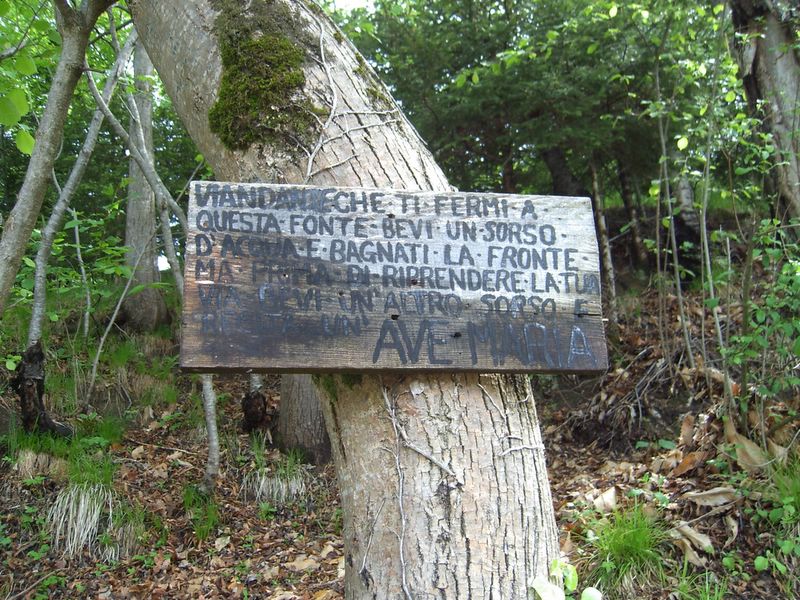 VIANDANTE·CHE·TI·FERMI·A·
QUESTA·FONTE·BEVI·UN·SORSO·
D'ACQUA·E·BAGNATI·LA·FRONTE·
MA·PRIMA·DI·RIPRENDERE·LA·TUA
VIA·BEVI·UN'ALTRO·SORSO·E
RECITA·UN'AVE MARIA